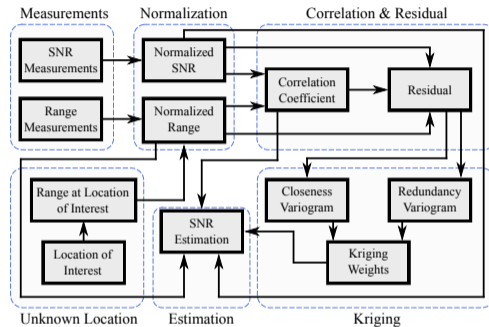 Measurements
Normalization
Correlation & Residual
SNR
Measurements
Normalized
SNR
Correlation
Coefficient
Residual
Range
Measurements
Normalized
Range
Range at Location
of Interest
SNR
Estimation
Closeness
Variogram
Redundancy
Variogram
Location of
Interest
Kriging
Weights
Unknown Location
Estimation
Kriging